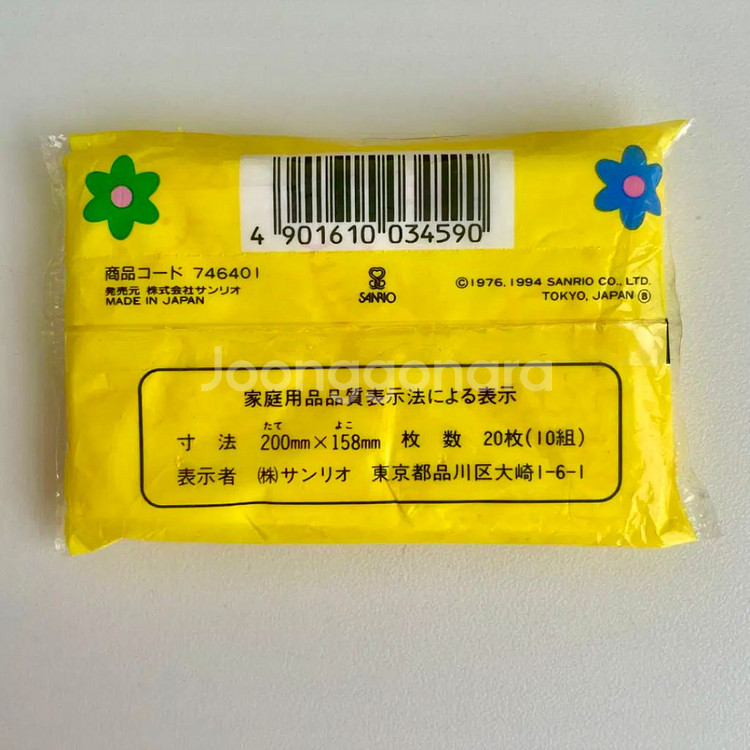 4 901610 034590
商品コード 746401
発売元 株式会社サンリオ
MADE IN JAPAN
SANRIO
©1976, 1994 SANRIO CO., LTD.
TOKYO, JAPAN Ⓑ
Joonggonara
家庭用品品質表示法による表示
たて よこ
寸法 200mm×158mm 枚数 20枚(10組)
表示者 ㈱サンリオ 東京都品川区大崎1-6-1